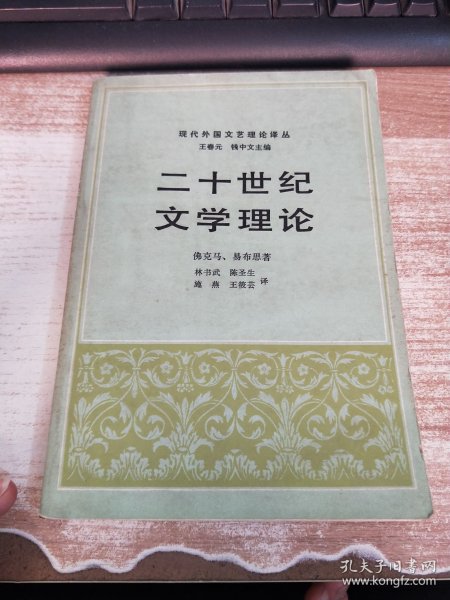 现代外国文艺理论译丛
王春元 钱中文主编
二十世纪
文学理论
佛克马、易布思著
林书武 陈圣生
施燕 王筱芸 译
孔夫子旧书网
www.kongfz.com